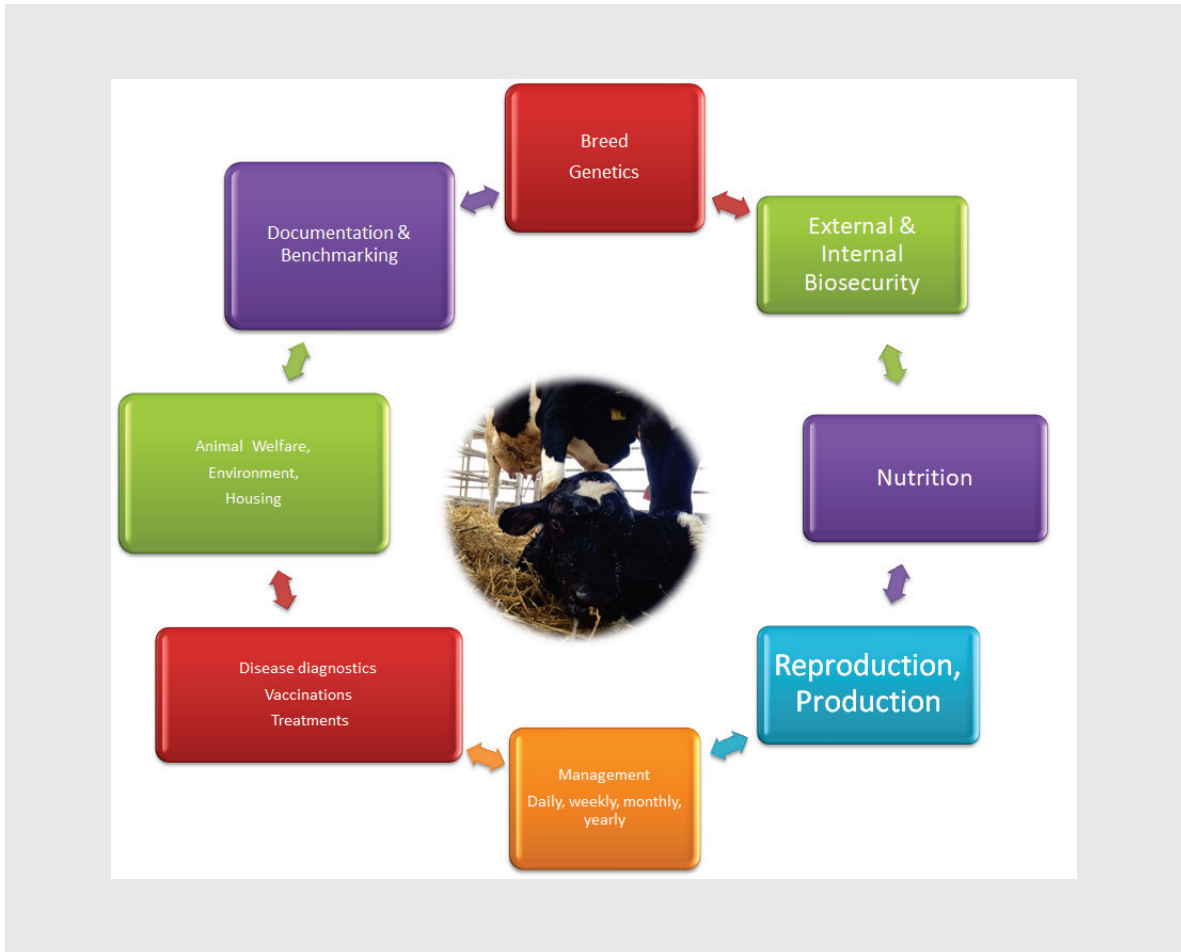 Breed
Genetics
External &
Internal
Biosecurity
Nutrition
Reproduction,
Production
Management
Daily, weekly, monthly,
yearly
Disease diagnostics
Vaccinations
Treatments
Animal Welfare,
Environment,
Housing
Documentation &
Benchmarking